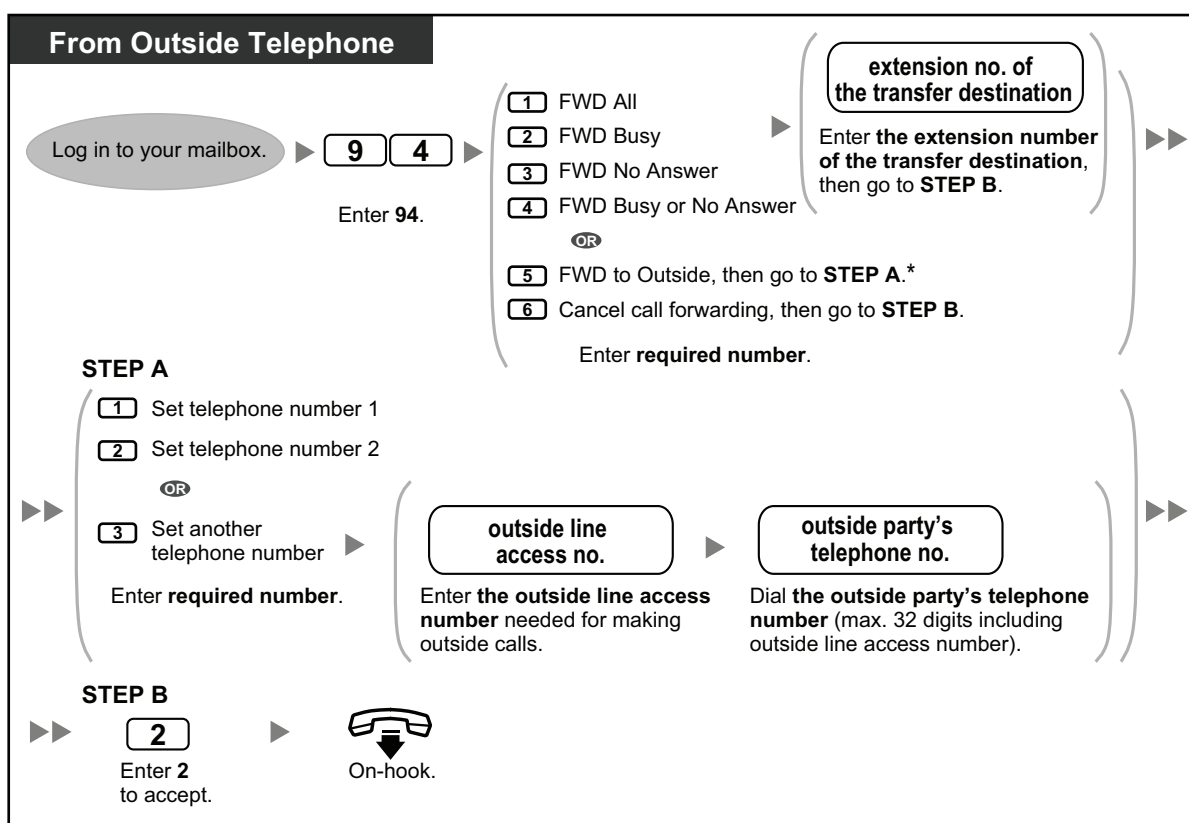 From Outside Telephone
Log in to your mailbox.
9 4
Enter 94.
1 FWD All
2 FWD Busy
3 FWD No Answer
4 FWD Busy or No Answer
OR
5 FWD to Outside, then go to STEP A.*
6 Cancel call forwarding, then go to STEP B.
Enter required number.
extension no. of
the transfer destination
Enter the extension number
of the transfer destination,
then go to STEP B.
STEP A
1 Set telephone number 1
2 Set telephone number 2
OR
3 Set another
telephone number
Enter required number.
outside line
access no.
Enter the outside line access
number needed for making
outside calls.
outside party's
telephone no.
Dial the outside party's telephone
number (max. 32 digits including
outside line access number).
STEP B
2
Enter 2
to accept.
On-hook.